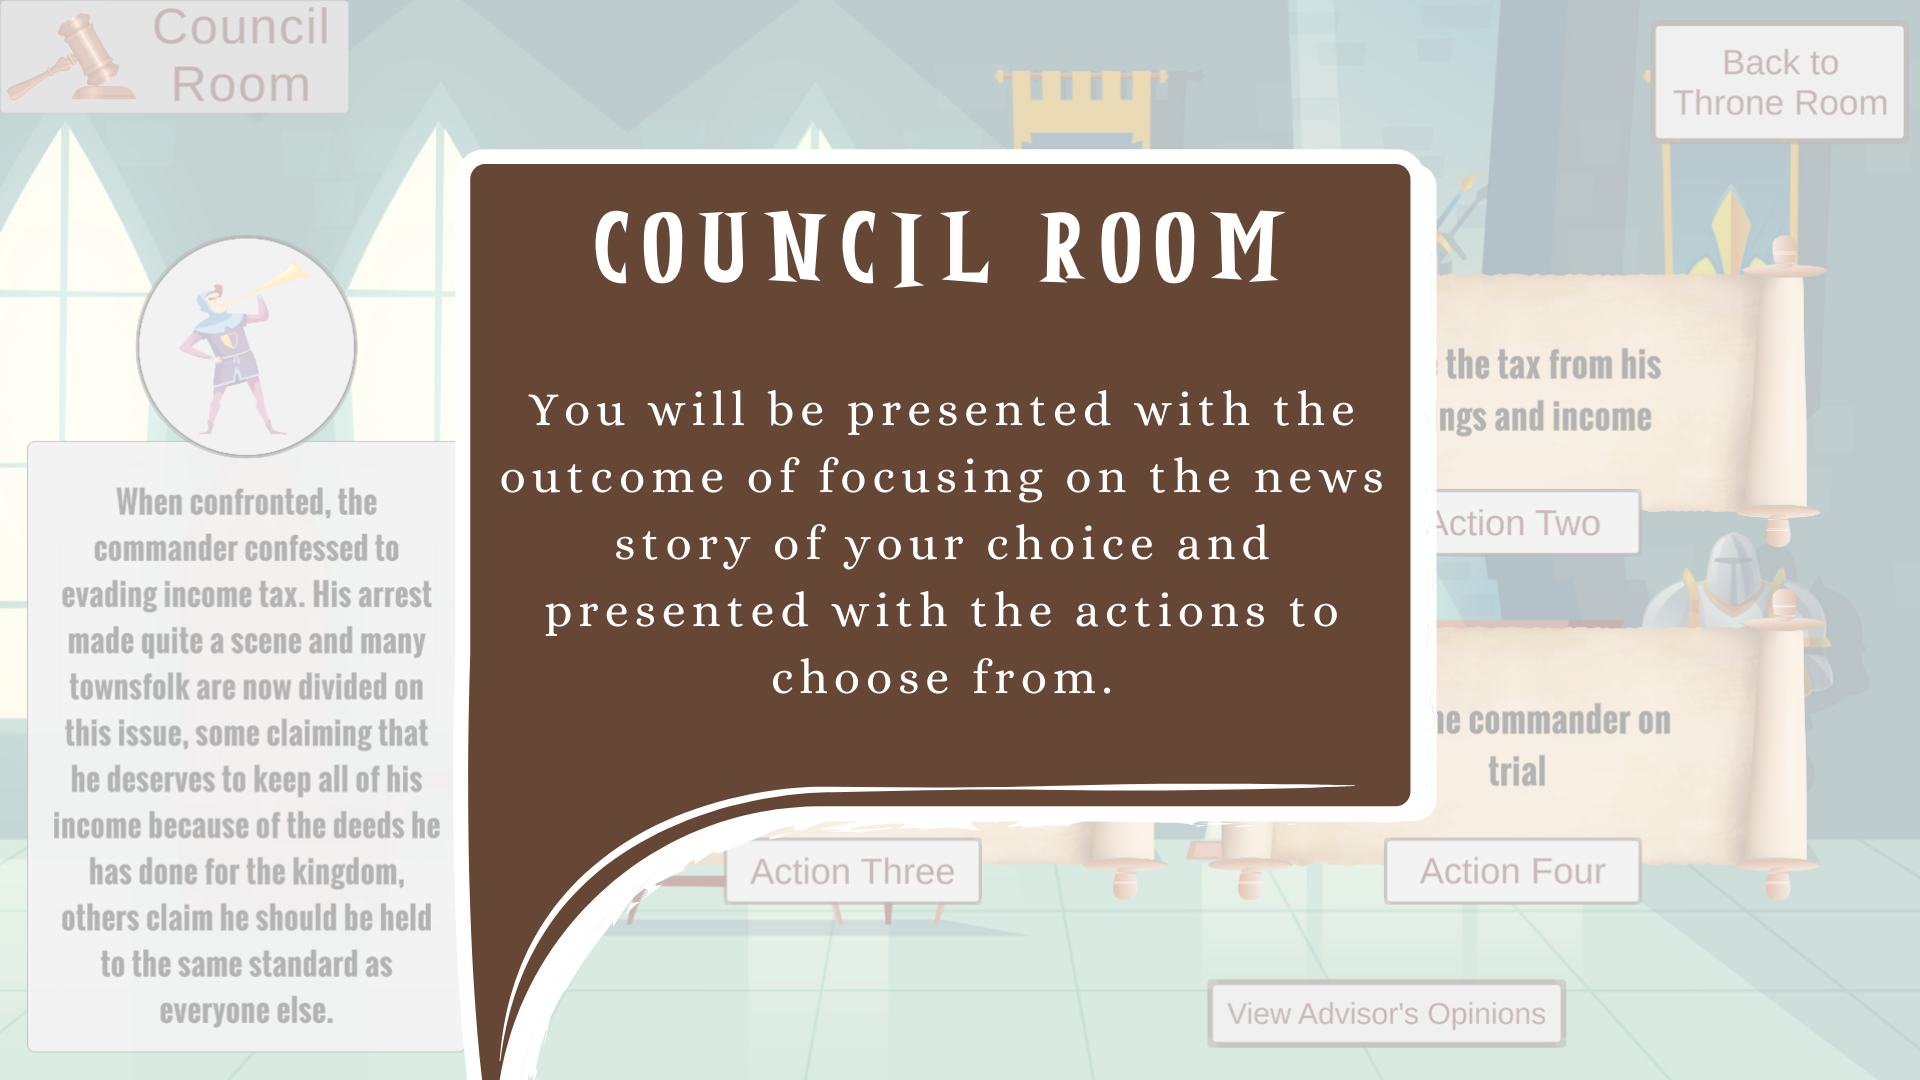 Council
Room
Back to
Throne Room
COUNCIL ROOM
You will be presented with the
outcome of focusing on the news
story of your choice and
presented with the actions to
choose from.
When confronted, the
commander confessed to
evading income tax. His arrest
made quite a scene and many
townsfolk are now divided on
this issue, some claiming that
he deserves to keep all of his
income because of the deeds he
has done for the kingdom,
others claim he should be held
to the same standard as
everyone else.
the tax from his
and income
Action Two
commander on
trial
Action Three
Action Four
View Advisor's Opinions